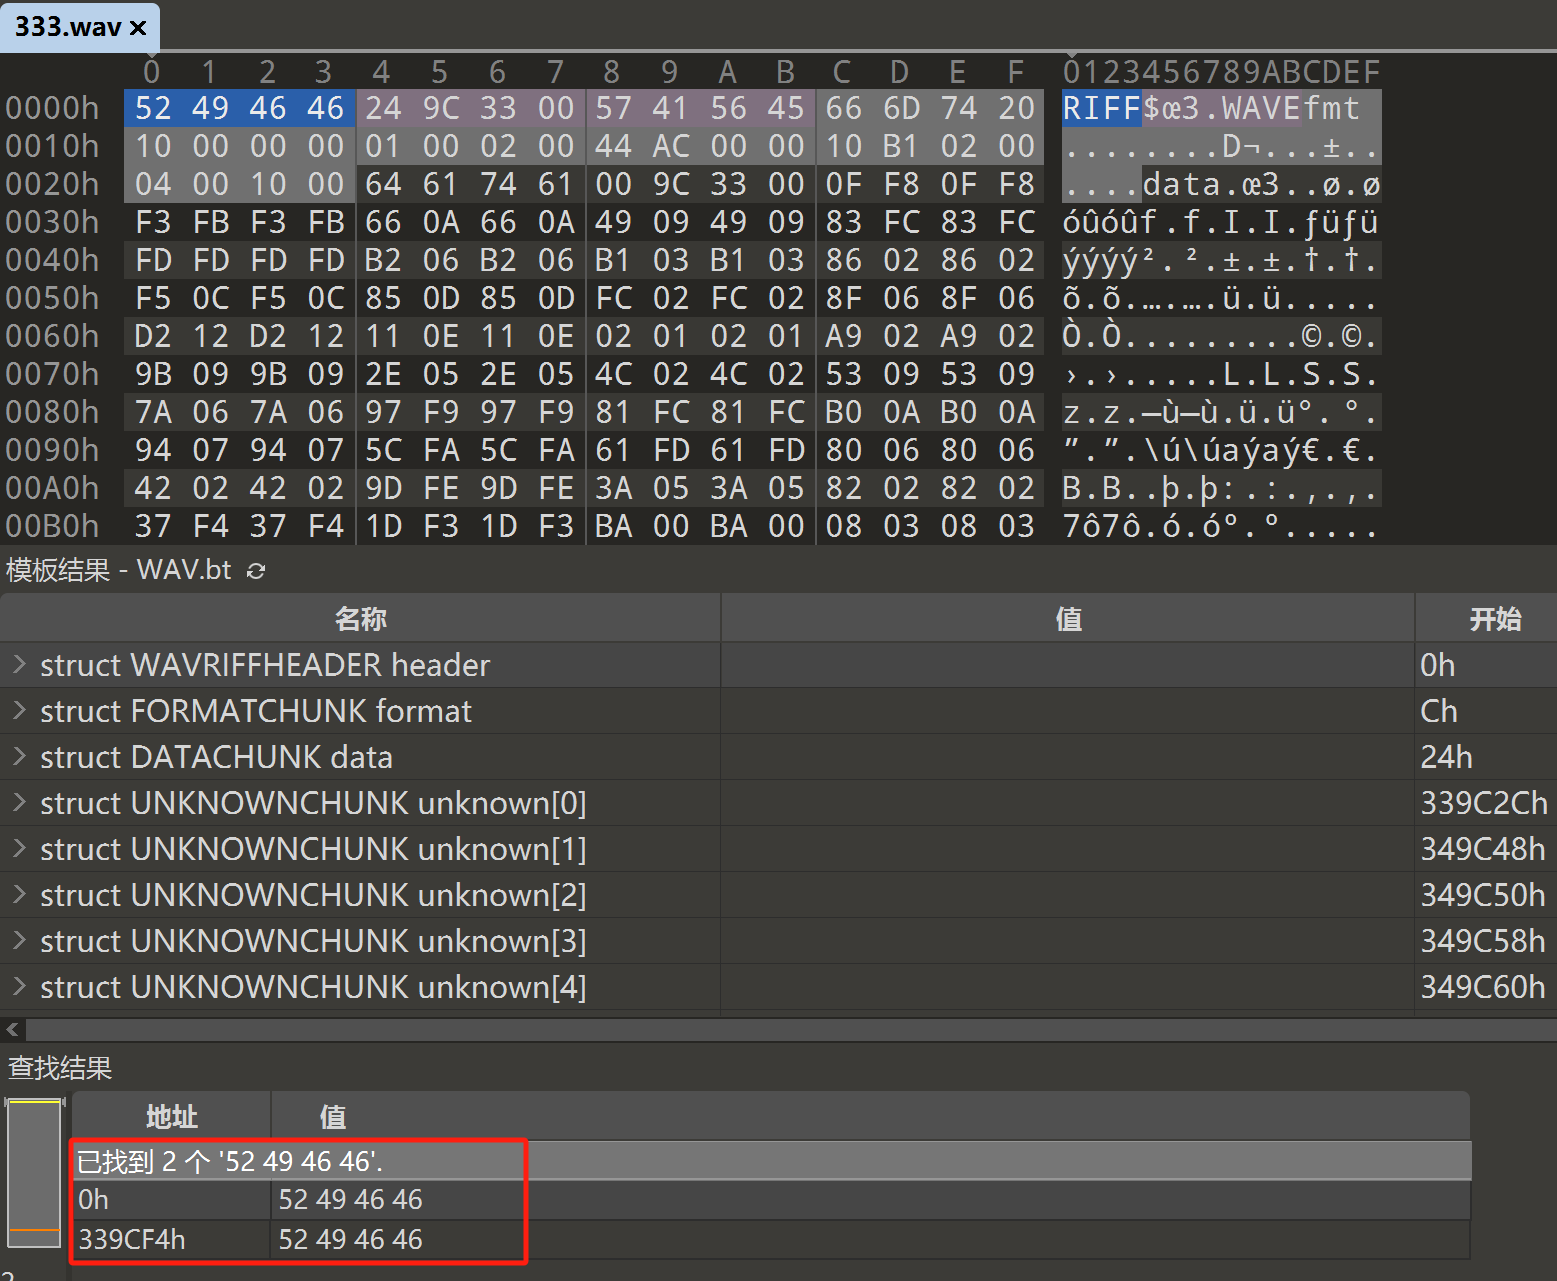 333.wav ×
0 1 2 3 4 5 6 7 8 9 A B C D E F 0123456789ABCDEF
0000h 52 49 46 46 24 9C 33 00 57 41 56 45 66 6D 74 20 RIFF$œ3.WAVEfmt
0010h 10 00 00 00 01 00 02 00 44 AC 00 00 10 B1 02 00 ........D¬...±..
0020h 04 00 10 00 64 61 74 61 00 9C 33 00 0F F8 0F F8 ....data.œ3..ø.ø
0030h F3 FB F3 FB 66 0A 66 0A 49 09 49 09 83 FC 83 FC óûóûf.f.I.I.ƒüƒü
0040h FD FD FD FD B2 06 B2 06 B1 03 B1 03 86 02 86 02 ýýýý².².±.±.†.†.
0050h F5 0C F5 0C 85 0D 85 0D FC 02 FC 02 8F 06 8F 06 õ.õ.….….ü.ü.....
0060h D2 12 D2 12 11 0E 11 0E 02 01 02 01 A9 02 A9 02 Ò.Ò.........©.©.
0070h 9B 09 9B 09 2E 05 2E 05 4C 02 4C 02 53 09 53 09 ›.›.....L.L.S.S.
0080h 7A 06 7A 06 97 F9 97 F9 81 FC 81 FC B0 0A B0 0A z.z.—ù—ù.ü.ü°.°.
0090h 94 07 94 07 5C FA 5C FA 61 FD 61 FD 80 06 80 06 ”.”.\ú\úaýaý€.€.
00A0h 42 02 42 02 9D FE 9D FE 3A 05 3A 05 82 02 82 02 B.B..þ.þ:.:.‚.‚.
00B0h 37 F4 37 F4 1D F3 1D F3 BA 00 BA 00 08 03 08 03 7ô7ô.ó.óº.º.....
模板结果 - WAV.bt
名称 值 开始
struct WAVRIFFHEADER header 0h
struct FORMATCHUNK format Ch
struct DATACHUNK data 24h
struct UNKNOWNCHUNK unknown[0] 339C2Ch
struct UNKNOWNCHUNK unknown[1] 349C48h
struct UNKNOWNCHUNK unknown[2] 349C50h
struct UNKNOWNCHUNK unknown[3] 349C58h
struct UNKNOWNCHUNK unknown[4] 349C60h
查找结果
地址 值
已找到 2 个 '52 49 46 46'.
0h 52 49 46 46
339CF4h 52 49 46 46